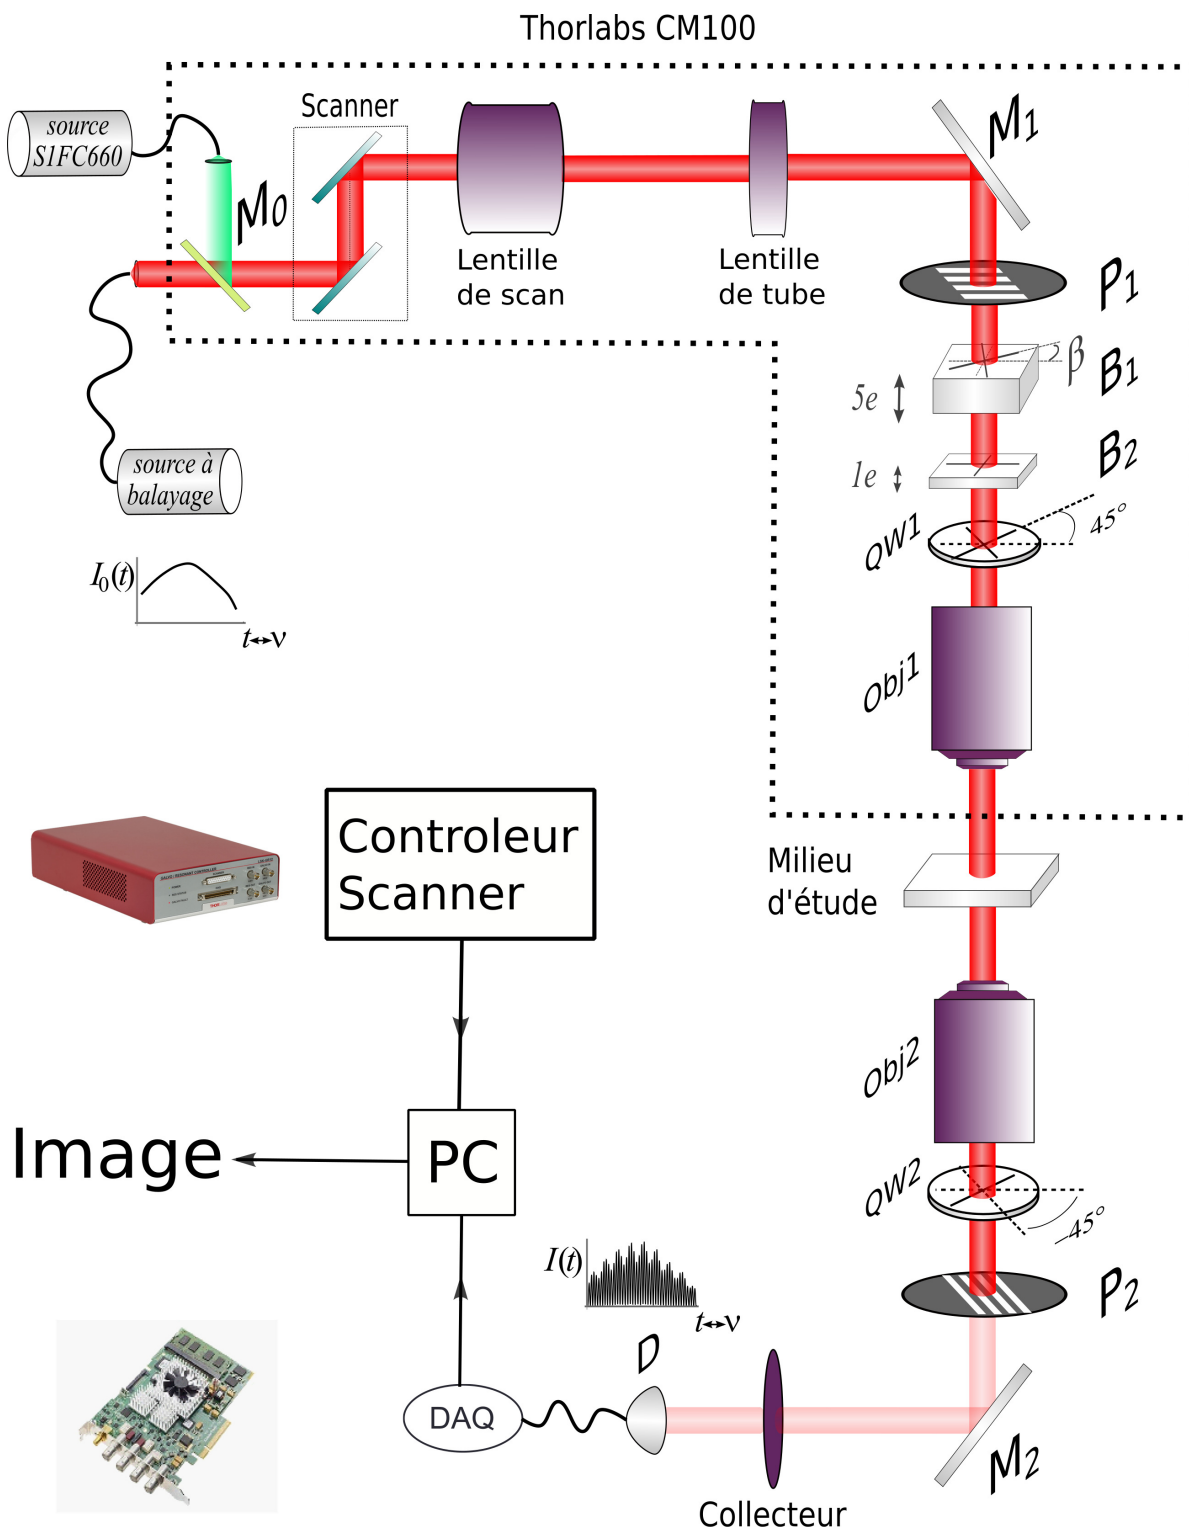 Thorlabs CM100
source
S1FC660
M0
Scanner
M1
Lentille
de scan
Lentille
de tube
P1
β
B1
5e
B2
1e
source à
balayage
QW1
45°
I₀(t)
t↔ν
Obj1
Controleur
Scanner
Milieu
d'étude
Obj2
Image
PC
QW2
-45°
I(t)
t↔ν
P2
D
DAQ
M2
Collecteur